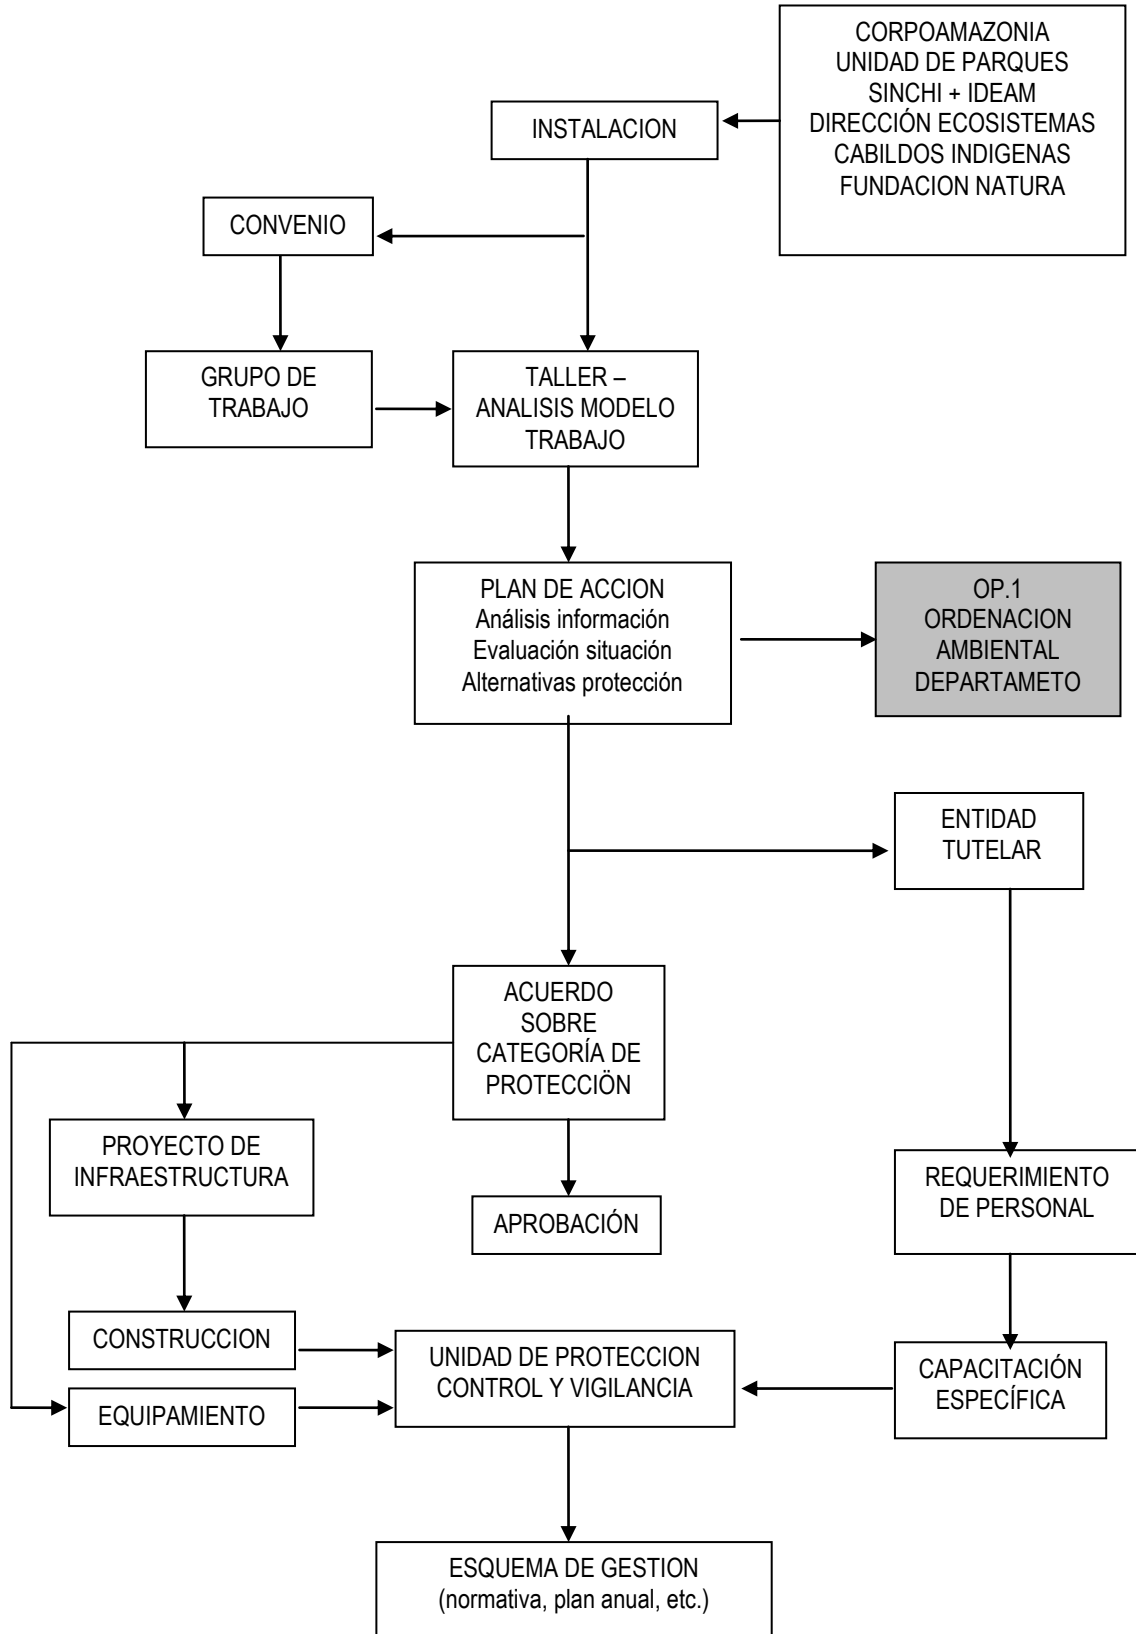 CORPOAMAZONIA
UNIDAD DE PARQUES
SINCHI + IDEAM
DIRECCIÓN ECOSISTEMAS
CABILDOS INDIGENAS
FUNDACION NATURA
INSTALACION
CONVENIO
GRUPO DE
TRABAJO
TALLER –
ANALISIS MODELO
TRABAJO
PLAN DE ACCION
Análisis información
Evaluación situación
Alternativas protección
OP.1
ORDENACION
AMBIENTAL
DEPARTAMETO
ENTIDAD
TUTELAR
ACUERDO
SOBRE
CATEGORÍA DE
PROTECCIÖN
PROYECTO DE
INFRAESTRUCTURA
APROBACIÓN
REQUERIMIENTO
DE PERSONAL
CONSTRUCCION
EQUIPAMIENTO
UNIDAD DE PROTECCION
CONTROL Y VIGILANCIA
CAPACITACIÓN
ESPECÍFICA
ESQUEMA DE GESTION
(normativa, plan anual, etc.)